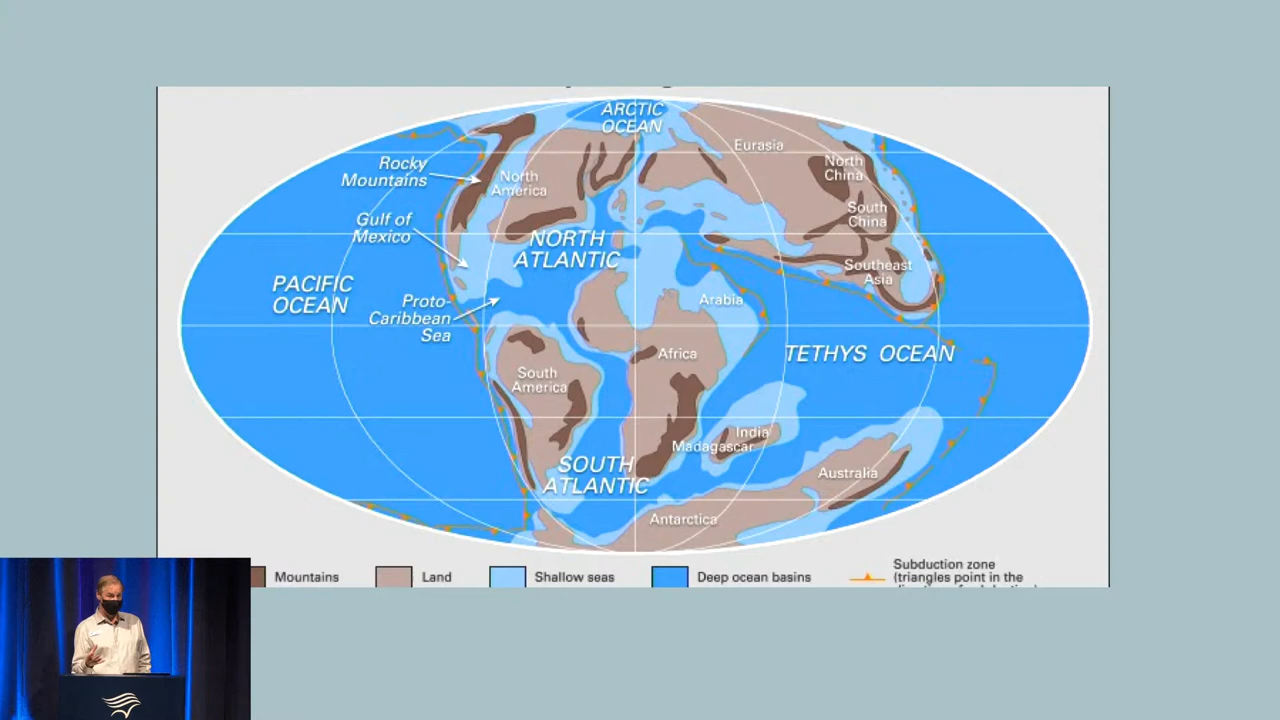 ARCTIC
OCEAN
Eurasia
Rocky
Mountains
North
America
North
China
Gulf of
Mexico
South
China
NORTH
ATLANTIC
Southeast
Asia
PACIFIC
OCEAN
Proto-
Caribbean
Sea
Arabia
Africa
TETHYS OCEAN
South
America
India
Madagascar
SOUTH
ATLANTIC
Australia
Antarctica
Mountains
Land
Shallow seas
Deep ocean basins
Subduction zone
(triangles point in the